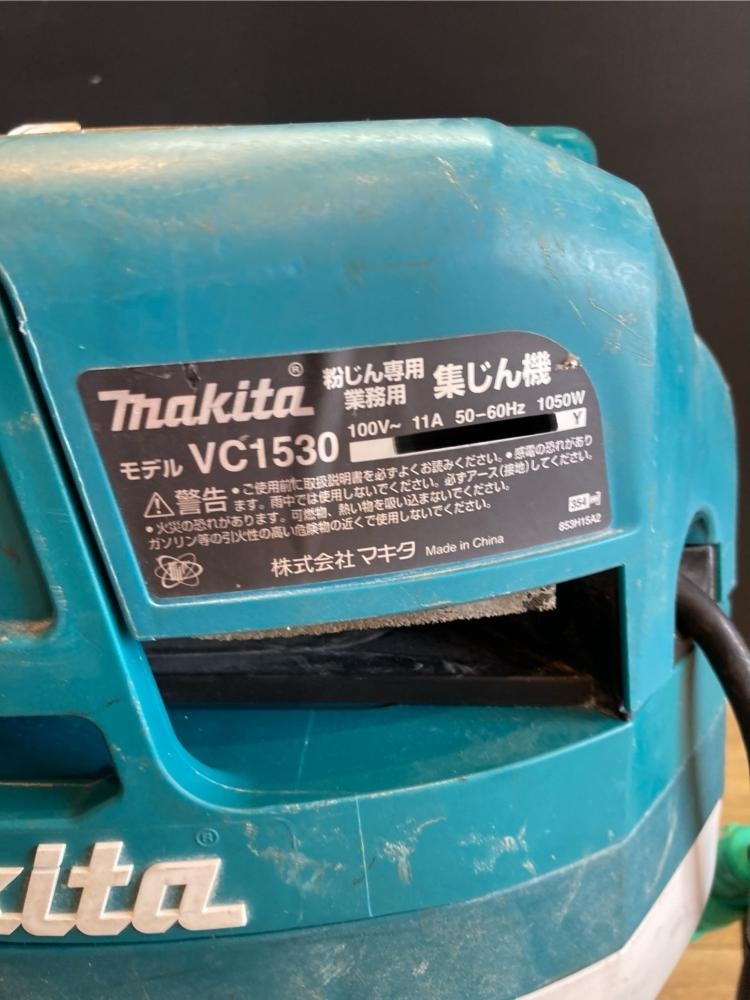 makita®
粉じん専用
業務用
集じん機
モデル VC1530
100V～ 11A 50-60Hz 1050W
Y
⚠警告
•ご使用前に取扱説明書を必ずよくお読みください。•感電の恐れがあり
ます。雨中では使用しないでください。必ずアース(接地)してください。
•火災の恐れがあります。可燃物、熱い物を吸い込まないでください。
ガソリン等の引火性の高い危険物の近くで使用しないでください。
354
853H15A2
株式会社マキタ Made in China
kita®